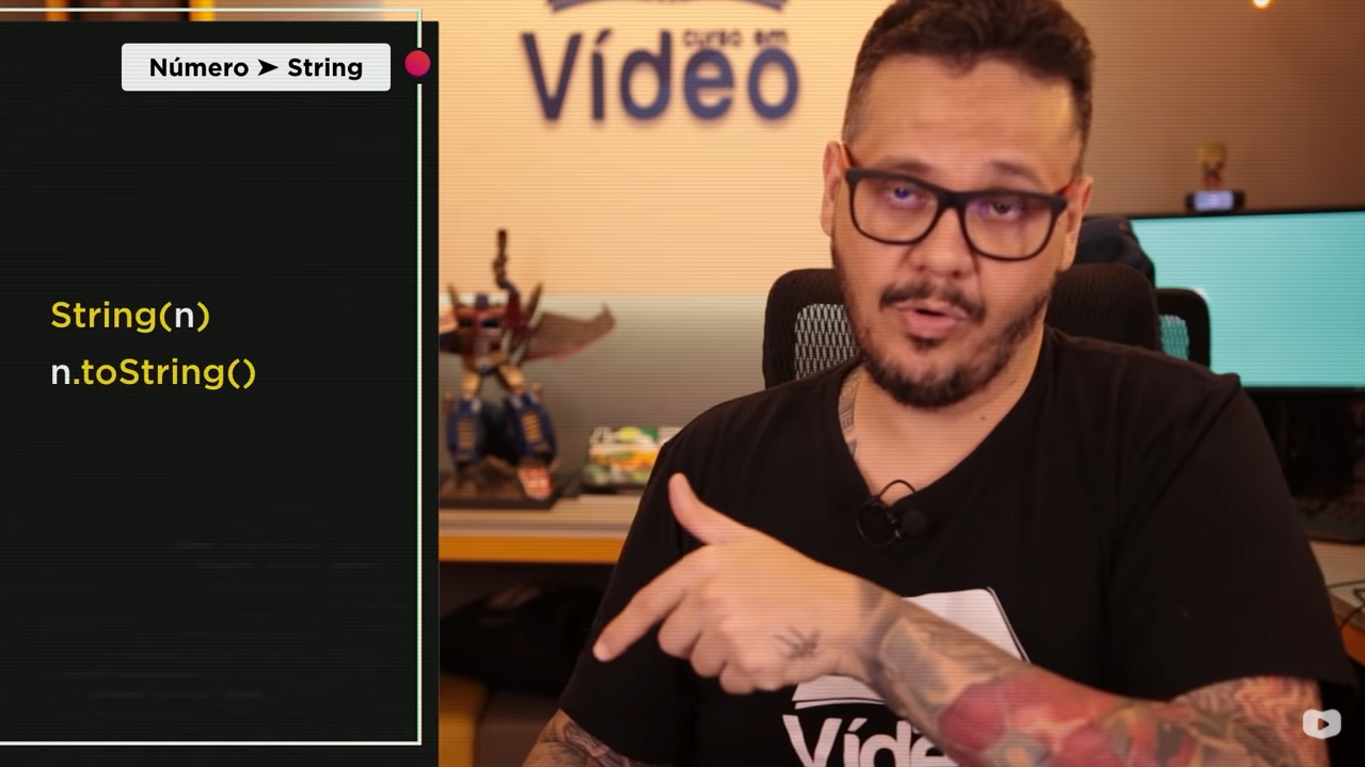 Número ➤ String
String(n)
n.toString()
curso em
Vídeo
Víde